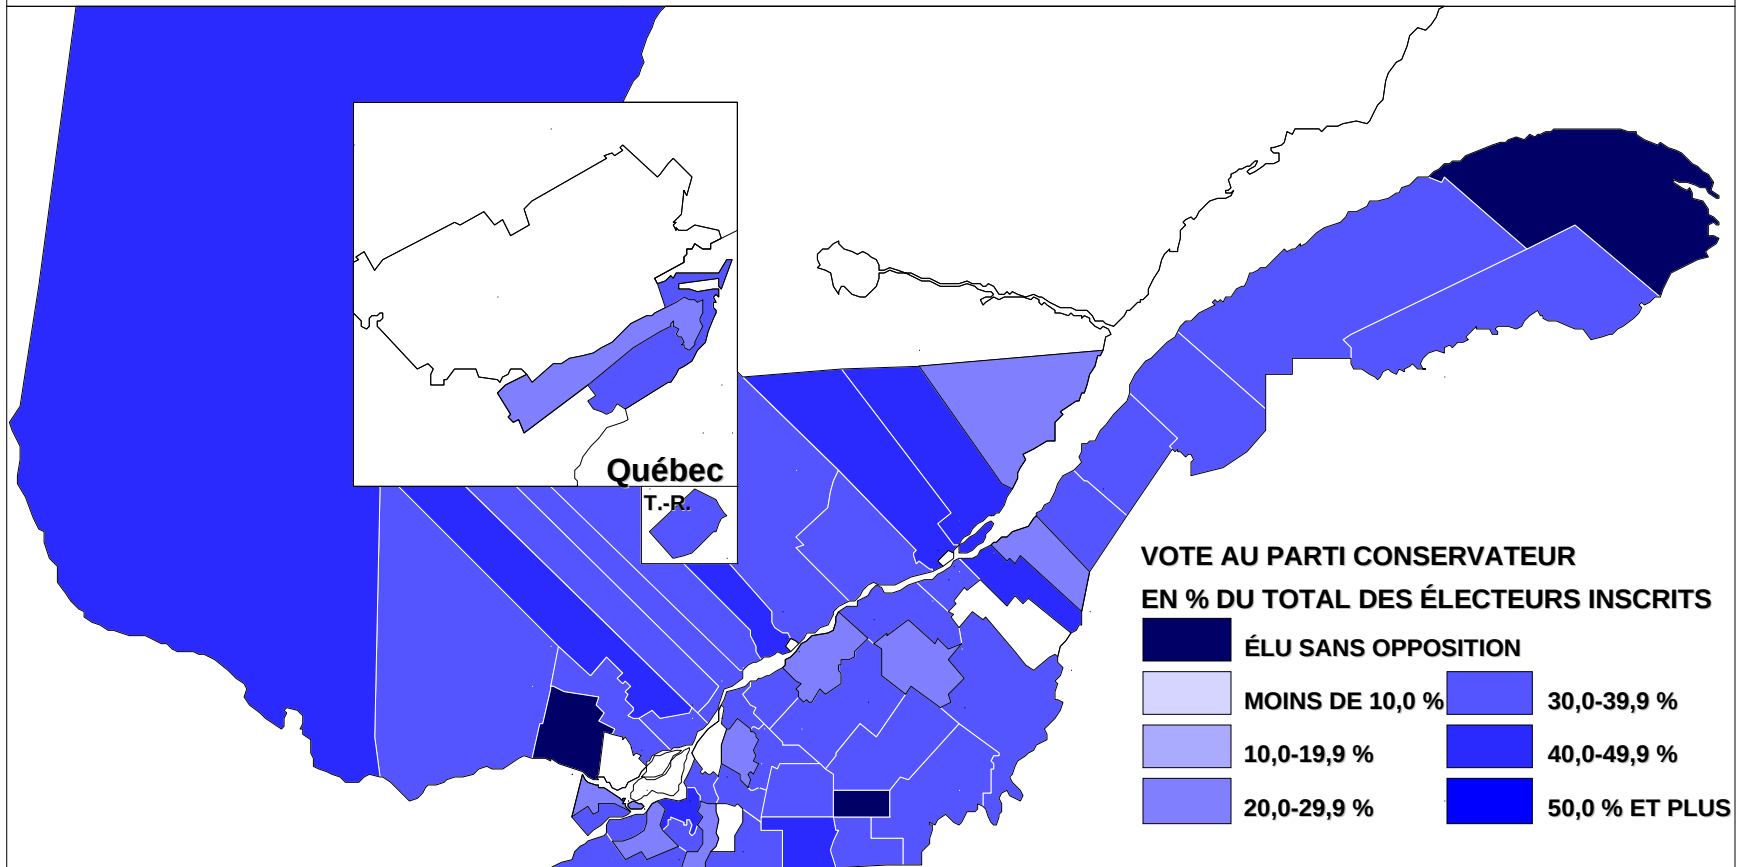 Québec
T.-R.
VOTE AU PARTI CONSERVATEUR
EN % DU TOTAL DES ÉLECTEURS INSCRITS
ÉLU SANS OPPOSITION
MOINS DE 10,0 %
30,0-39,9 %
10,0-19,9 %
40,0-49,9 %
20,0-29,9 %
50,0 % ET PLUS